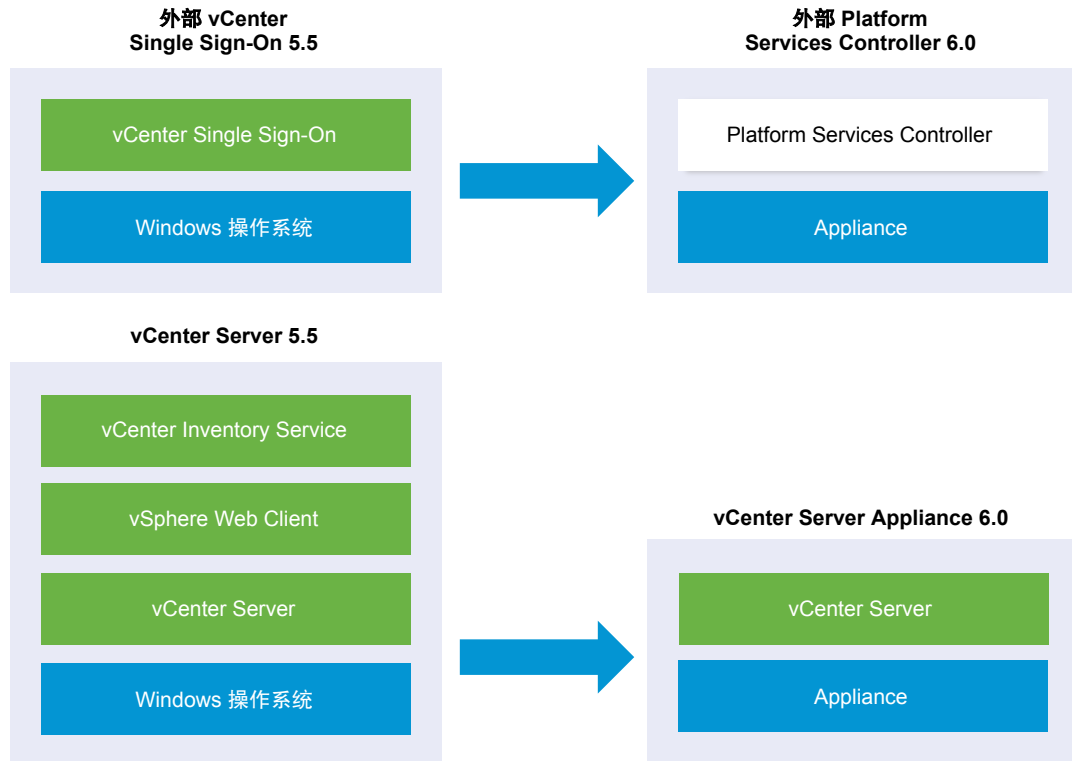 外部 vCenter
Single Sign-On 5.5
vCenter Single Sign-On
Windows 操作系统
外部 Platform
Services Controller 6.0
Platform Services Controller
Appliance
vCenter Server 5.5
vCenter Inventory Service
vSphere Web Client
vCenter Server
Windows 操作系统
vCenter Server Appliance 6.0
vCenter Server
Appliance